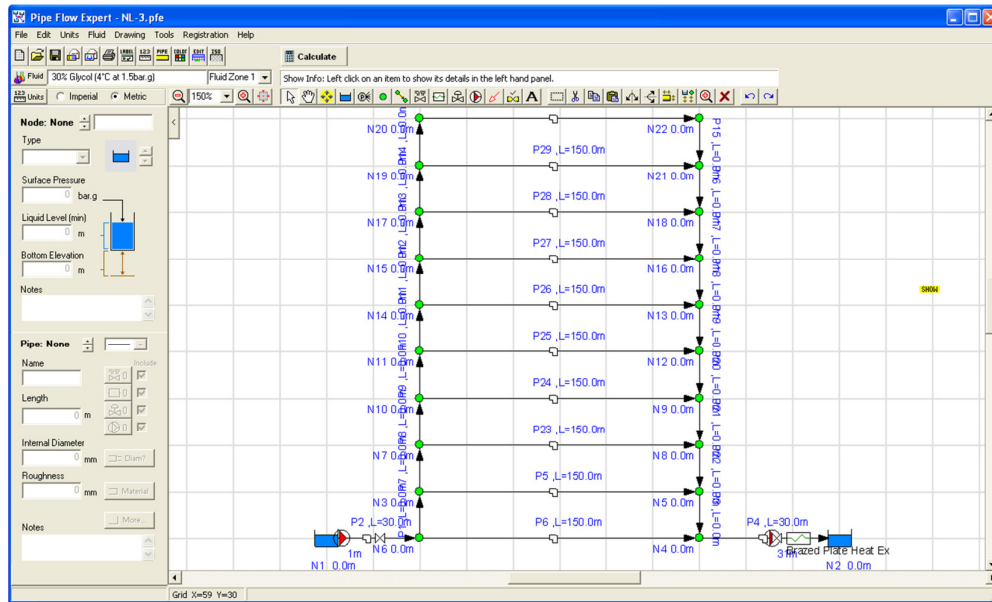 Pipe Flow Expert - NL-3.pfe
File Edit Units Fluid Drawing Tools Registration Help
Calculate
Fluid 30% Glycol (4°C at 1.5bar.g) Fluid Zone 1 Show Info: Left click on an item to show its details in the left hand panel.
Units Imperial Metric 150%
Node: None
Type
Surface Pressure
0 bar.g
Liquid Level (min)
0 m
Bottom Elevation
0 m
Notes
Pipe: None
Name Include
Length
0 m
Internal Diameter
0 mm Diam?
Roughness
0 mm Material
More...
Notes
N20 0.0m N22 0.0m
P29 ,L=150.0m
N19 0.0m N21 0.0m
P28 ,L=150.0m
N17 0.0m N18 0.0m
P27 ,L=150.0m
N15 0.0m N16 0.0m
P26 ,L=150.0m
SHOW
N14 0.0m N13 0.0m
P25 ,L=150.0m
N11 0.0m N12 0.0m
P24 ,L=150.0m
N10 0.0m N9 0.0m
P23 ,L=150.0m
N7 0.0m N8 0.0m
P5 ,L=150.0m
N3 0.0m N5 0.0m
P2 ,L=30.0m P6 ,L=150.0m P4 ,L=30.0m
1m N6 0.0m N4 0.0m Brazed Plate Heat Ex
N1 0.0m N2 0.0m
P15 ,L=
Grid X=59 Y=30